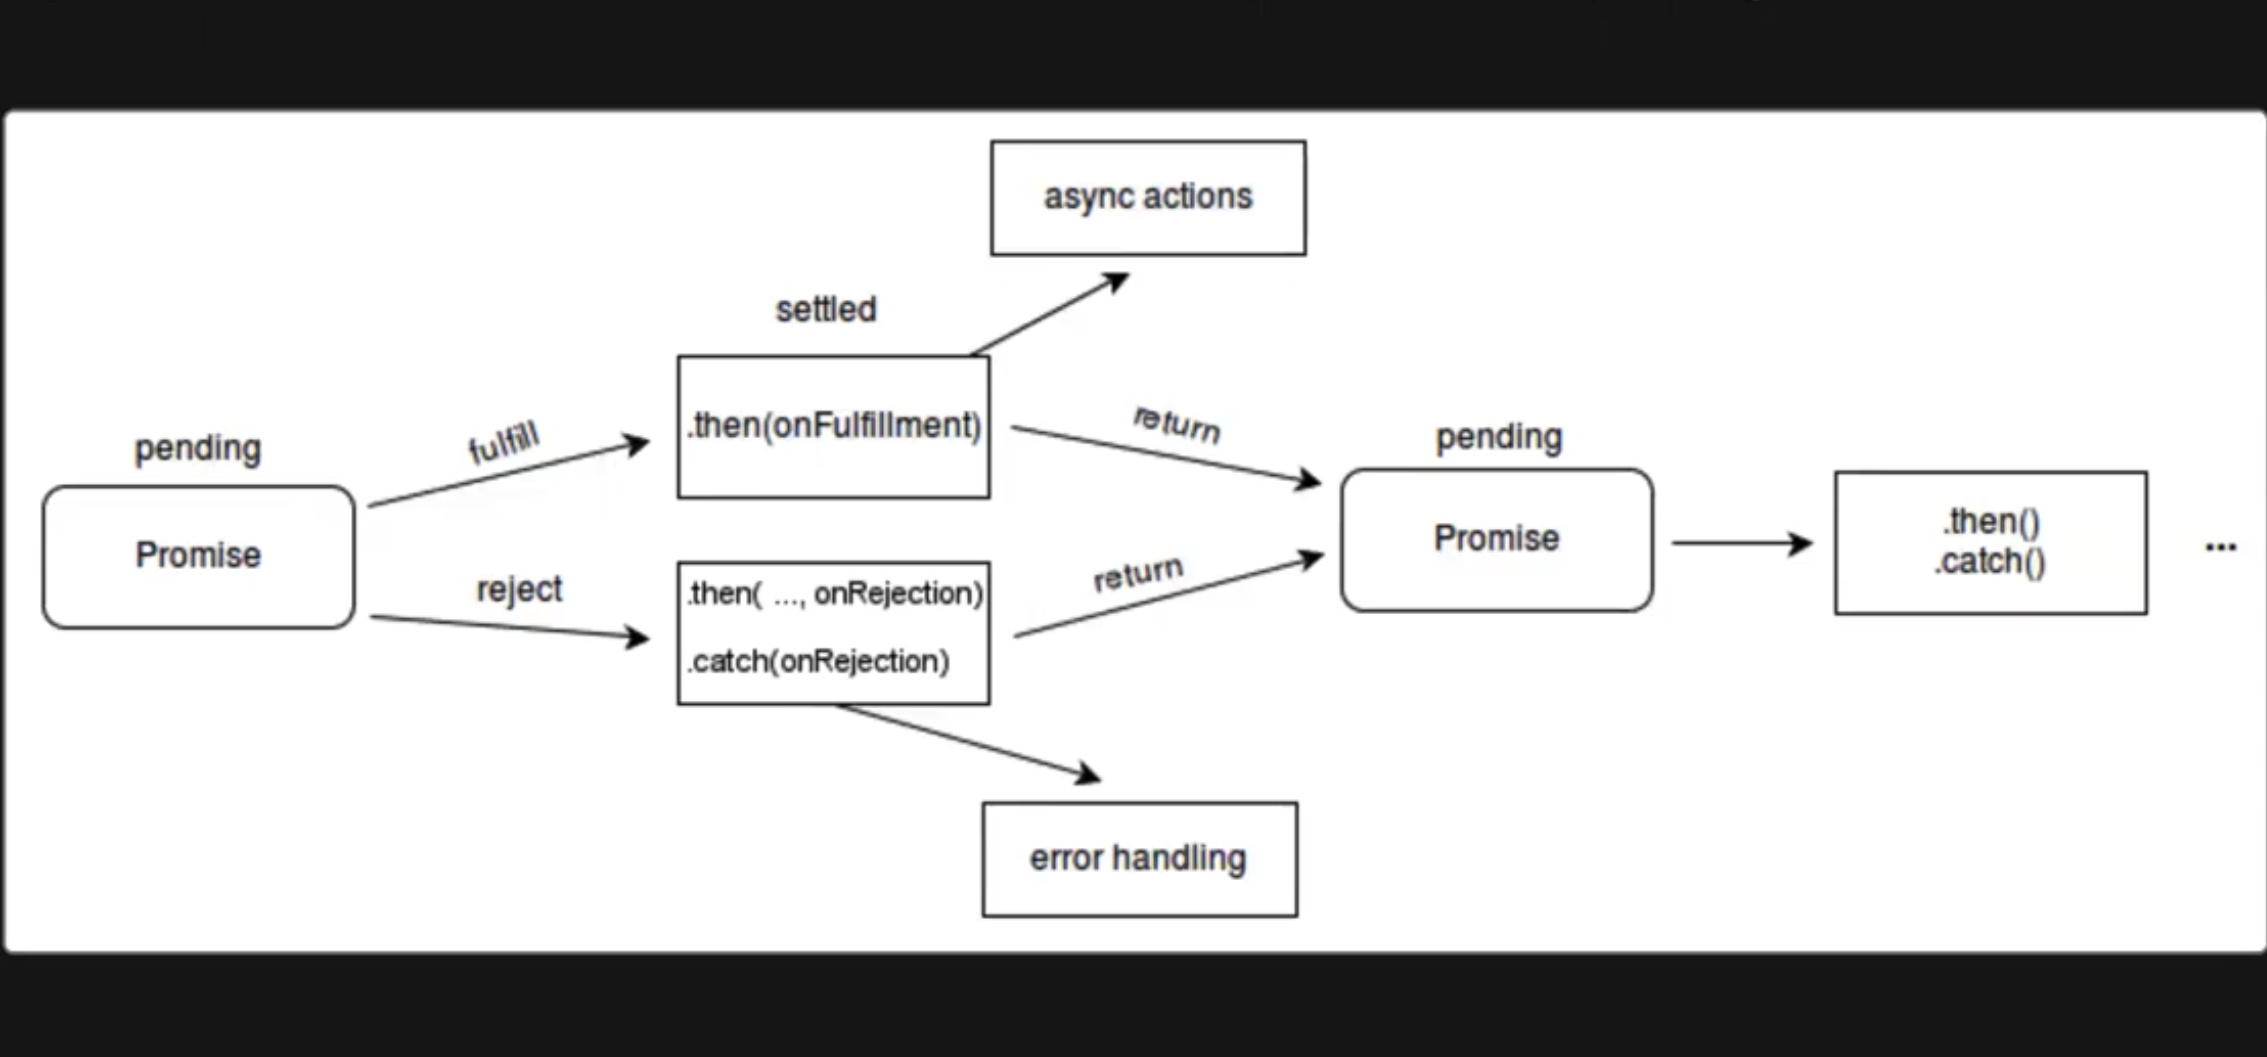 async actions
settled
.then(onFulfillment)
pending
fulfill
return
pending
Promise
reject
.then( ..., onRejection)
.catch(onRejection)
return
Promise
.then()
.catch()
...
error handling